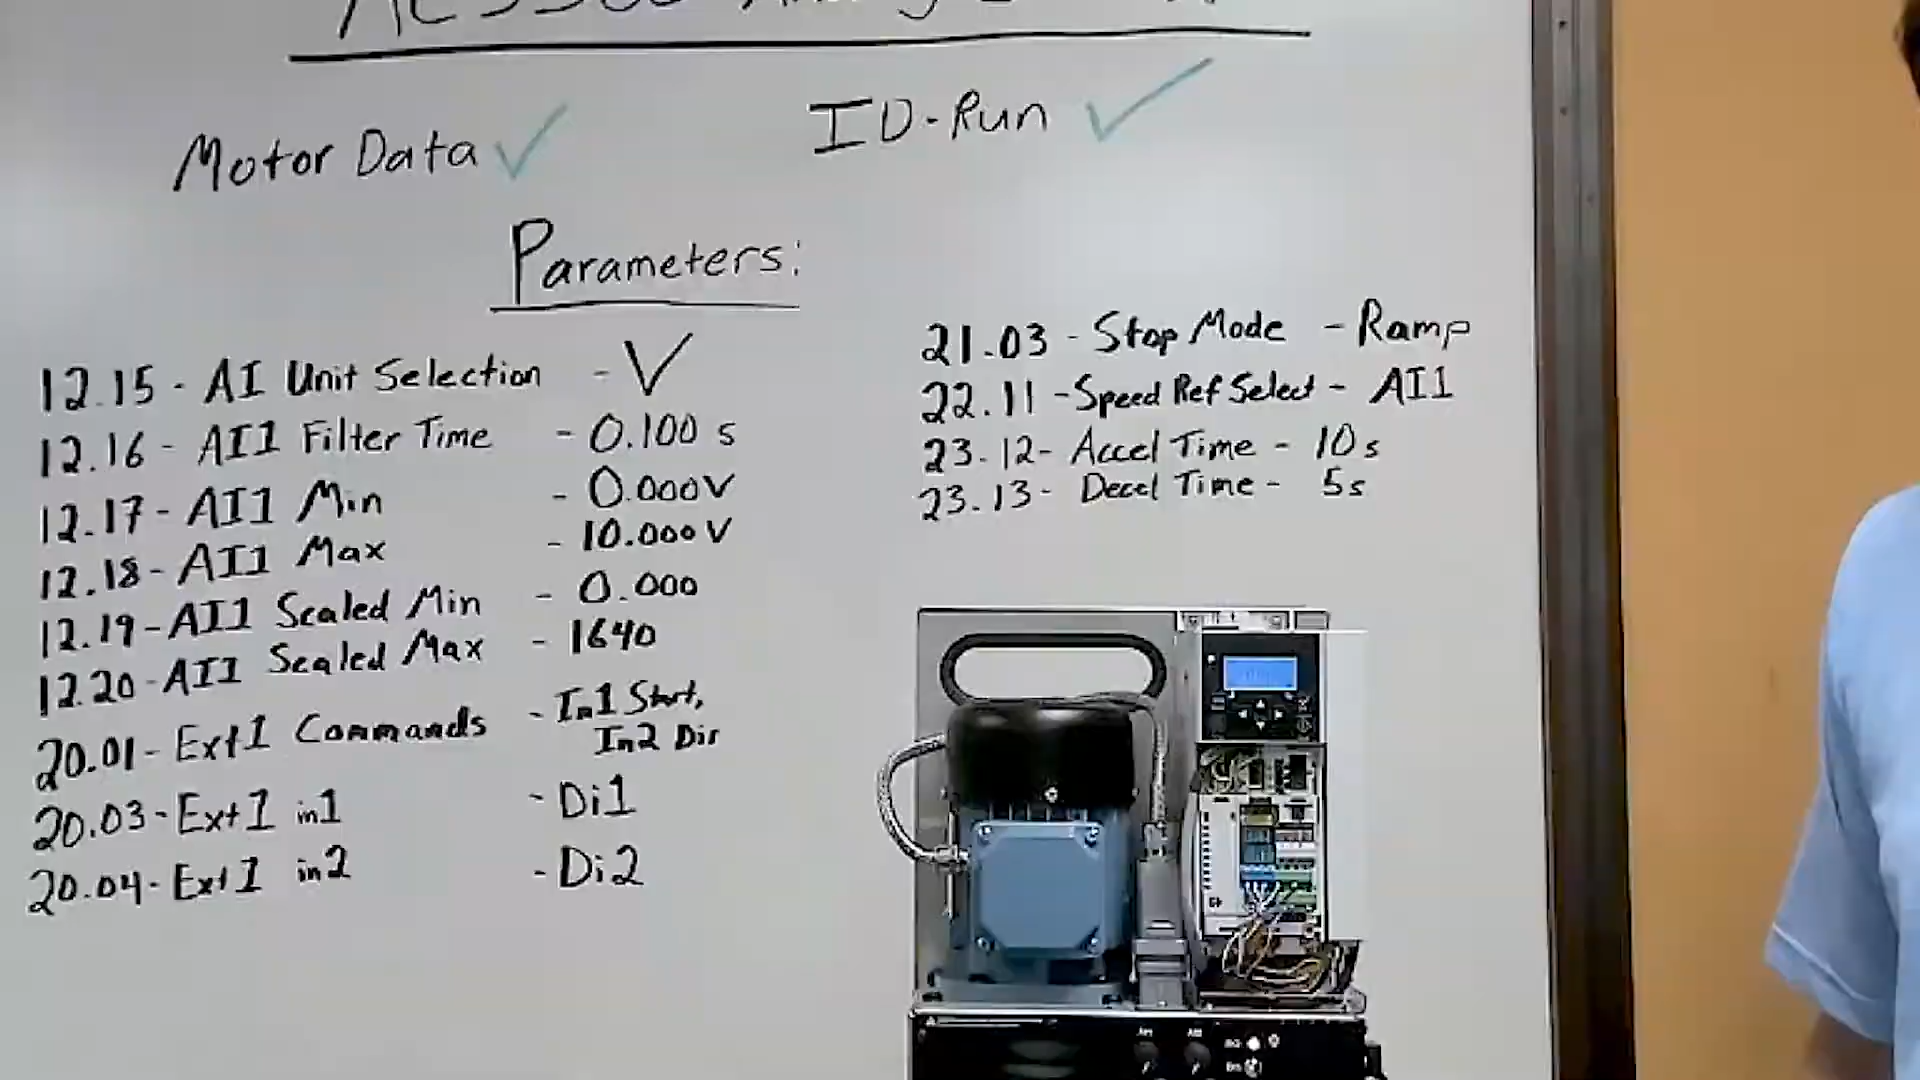 Motor Data ✓
ID-Run ✓
Parameters:
12.15 - AI Unit Selection - V
12.16 - AI1 Filter Time - 0.100 s
12.17 - AI1 Min - 0.000V
12.18 - AI1 Max - 10.000V
12.19 - AI1 Scaled Min - 0.000
12.20 - AI1 Scaled Max - 1640
20.01 - Ext1 Commands - In1 Start,
In2 Dir
20.03 - Ext1 in1 - Di1
20.04 - Ext1 in2 - Di2
21.03 - Stop Mode - Ramp
22.11 - Speed Ref Select - AI1
23.12 - Accel Time - 10s
23.13 - Decel Time - 5s